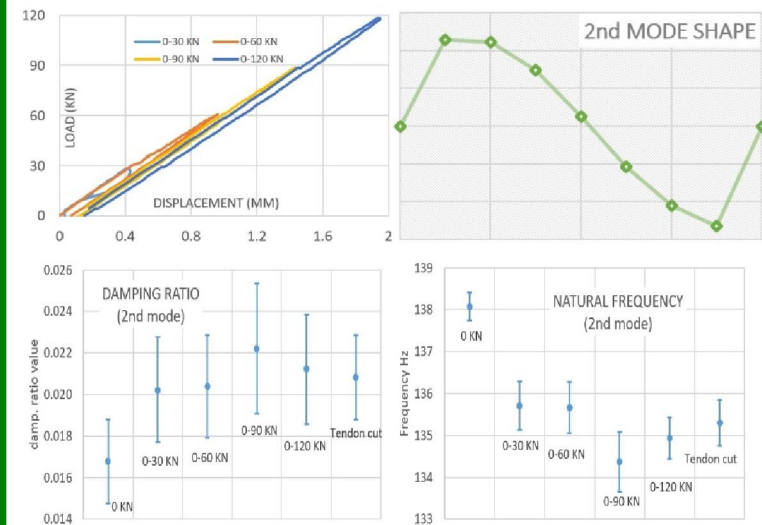 120
90
60
30
0
LOAD (KN)
0-30 KN
0-60 KN
0-90 KN
0-120 KN
DISPLACEMENT (MM)
0
0.4
0.8
1.2
1.6
2
2nd MODE SHAPE
0.026
0.024
0.022
0.020
0.018
0.016
0.014
damp. ratio value
DAMPING RATIO
(2nd mode)
0 KN
0-30 KN
0-60 KN
0-90 KN
0-120 KN
Tendon cut
139
138
137
136
135
134
133
Frequency Hz
NATURAL FREQUENCY
(2nd mode)
0 KN
0-30 KN
0-60 KN
0-90 KN
0-120 KN
Tendon cut